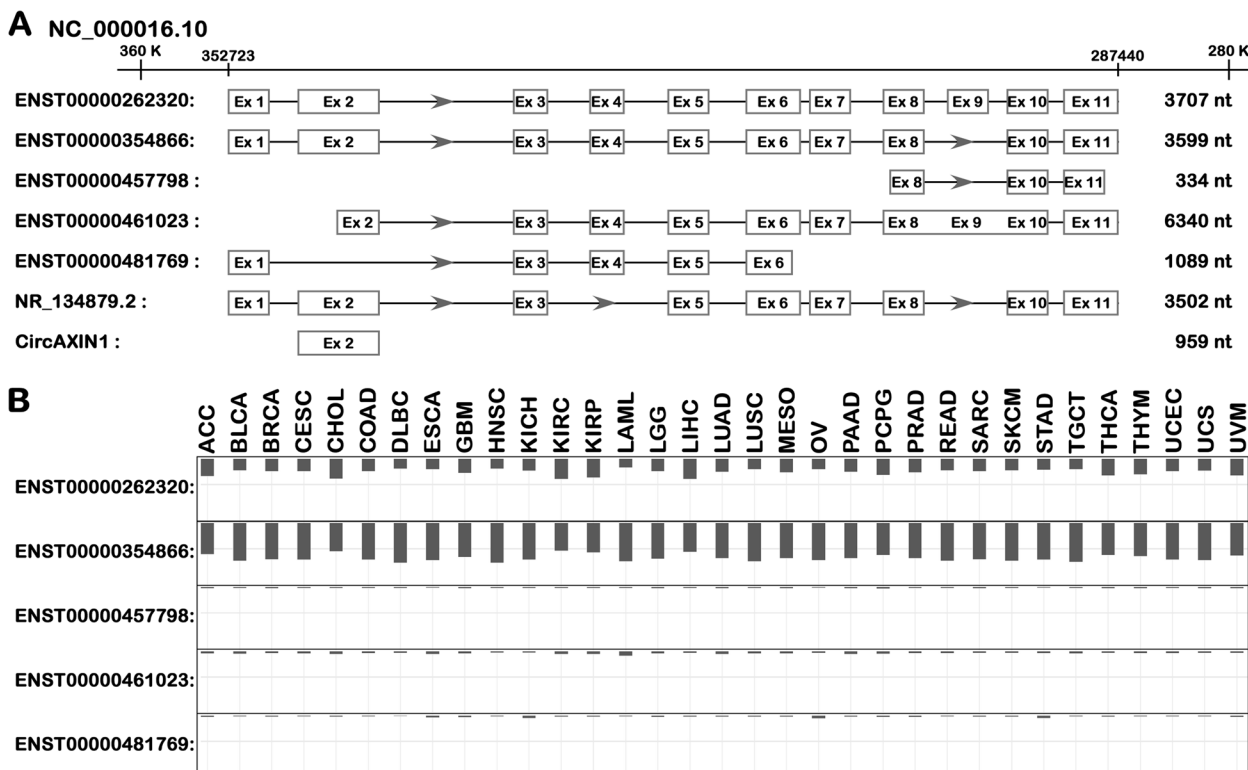 A NC_000016.10
360 K 352723 287440 280 K
ENST00000262320: Ex 1 Ex 2 Ex 3 Ex 4 Ex 5 Ex 6 Ex 7 Ex 8 Ex 9 Ex 10 Ex 11 3707 nt
ENST00000354866: Ex 1 Ex 2 Ex 3 Ex 4 Ex 5 Ex 6 Ex 7 Ex 8 Ex 10 Ex 11 3599 nt
ENST00000457798 : Ex 8 Ex 10 Ex 11 334 nt
ENST00000461023 : Ex 2 Ex 3 Ex 4 Ex 5 Ex 6 Ex 7 Ex 8 Ex 9 Ex 10 Ex 11 6340 nt
ENST00000481769 : Ex 1 Ex 3 Ex 4 Ex 5 Ex 6 1089 nt
NR_134879.2 : Ex 1 Ex 2 Ex 3 Ex 5 Ex 6 Ex 7 Ex 8 Ex 10 Ex 11 3502 nt
CircAXIN1 : Ex 2 959 nt
B
ACC BLCA BRCA CESC CHOL COAD DLBC ESCA GBM HNSC KICH KIRC KIRP LAML LGG LIHC LUAD LUSC MESO OV PAAD PCPG PRAD READ SARC SKCM STAD TGCT THCA THYM UCEC UCS UVM
ENST00000262320:
ENST00000354866:
ENST00000457798:
ENST00000461023:
ENST00000481769: